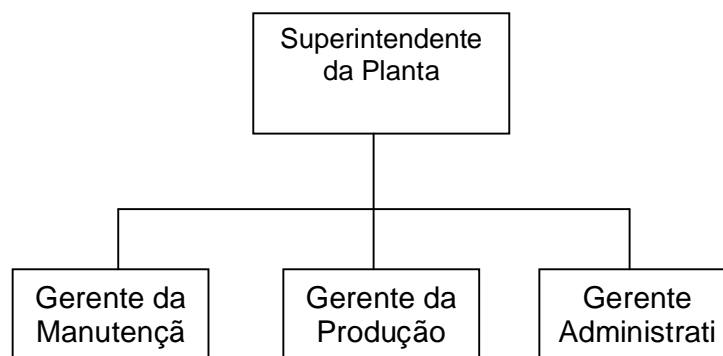 Superintendente
da Planta
Gerente da
Manutençã
Gerente da
Produção
Gerente
Administrati